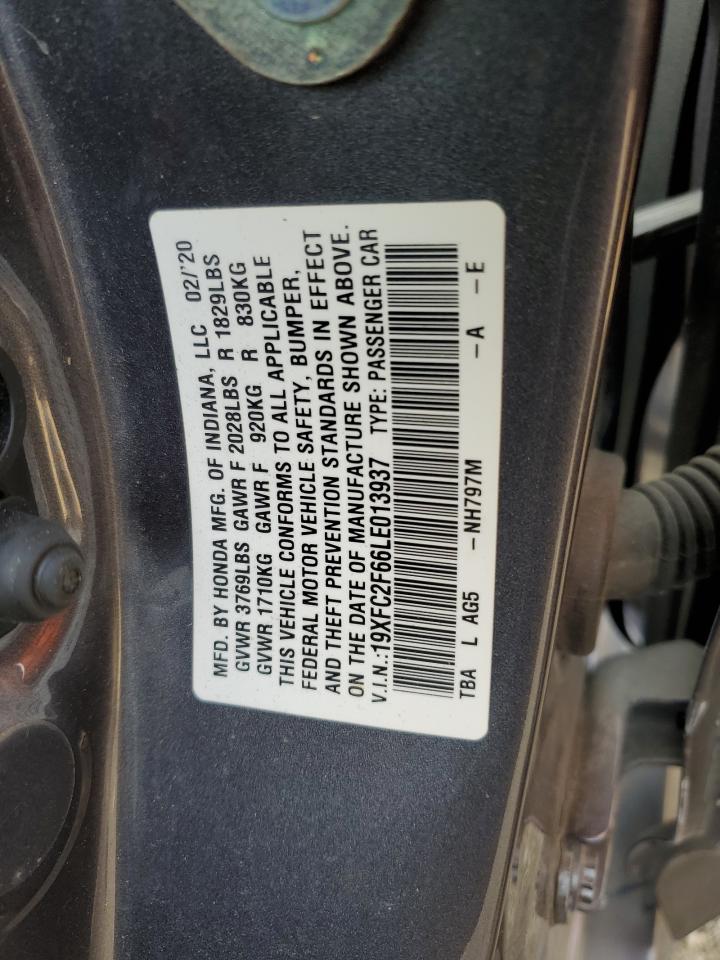 MFD. BY HONDA MFG. OF INDIANA, LLC 02/'20
GVWR 3769LBS GAWR F 2028LBS R 1829LBS
GVWR 1710KG GAWR F 920KG R 830KG
THIS VEHICLE CONFORMS TO ALL APPLICABLE
FEDERAL MOTOR VEHICLE SAFETY, BUMPER,
AND THEFT PREVENTION STANDARDS IN EFFECT
ON THE DATE OF MANUFACTURE SHOWN ABOVE.
V.I.N.:19XFC2F66LE013937 TYPE: PASSENGER CAR
TBA L AG5 -NH797M -A -E